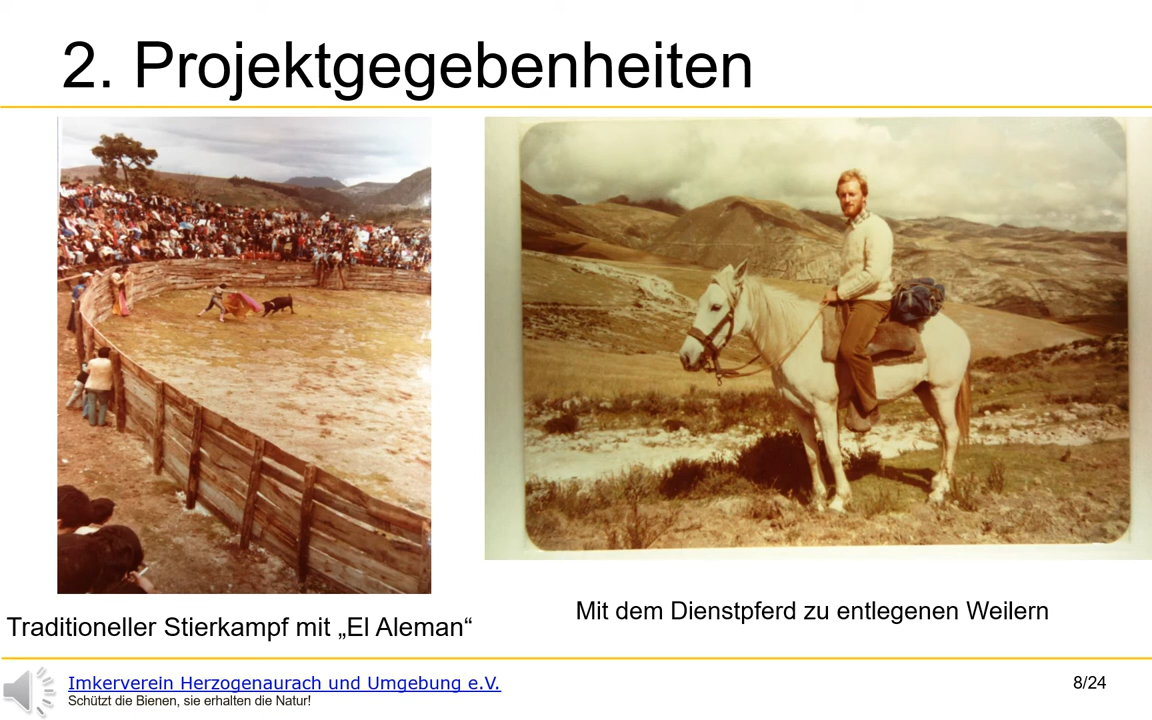 2. Projektgegebenheiten
Traditioneller Stierkampf mit „El Aleman“
Mit dem Dienstpferd zu entlegenen Weilern
Imkerverein Herzogenaurach und Umgebung e.V.
Schützt die Bienen, sie erhalten die Natur!
8/24